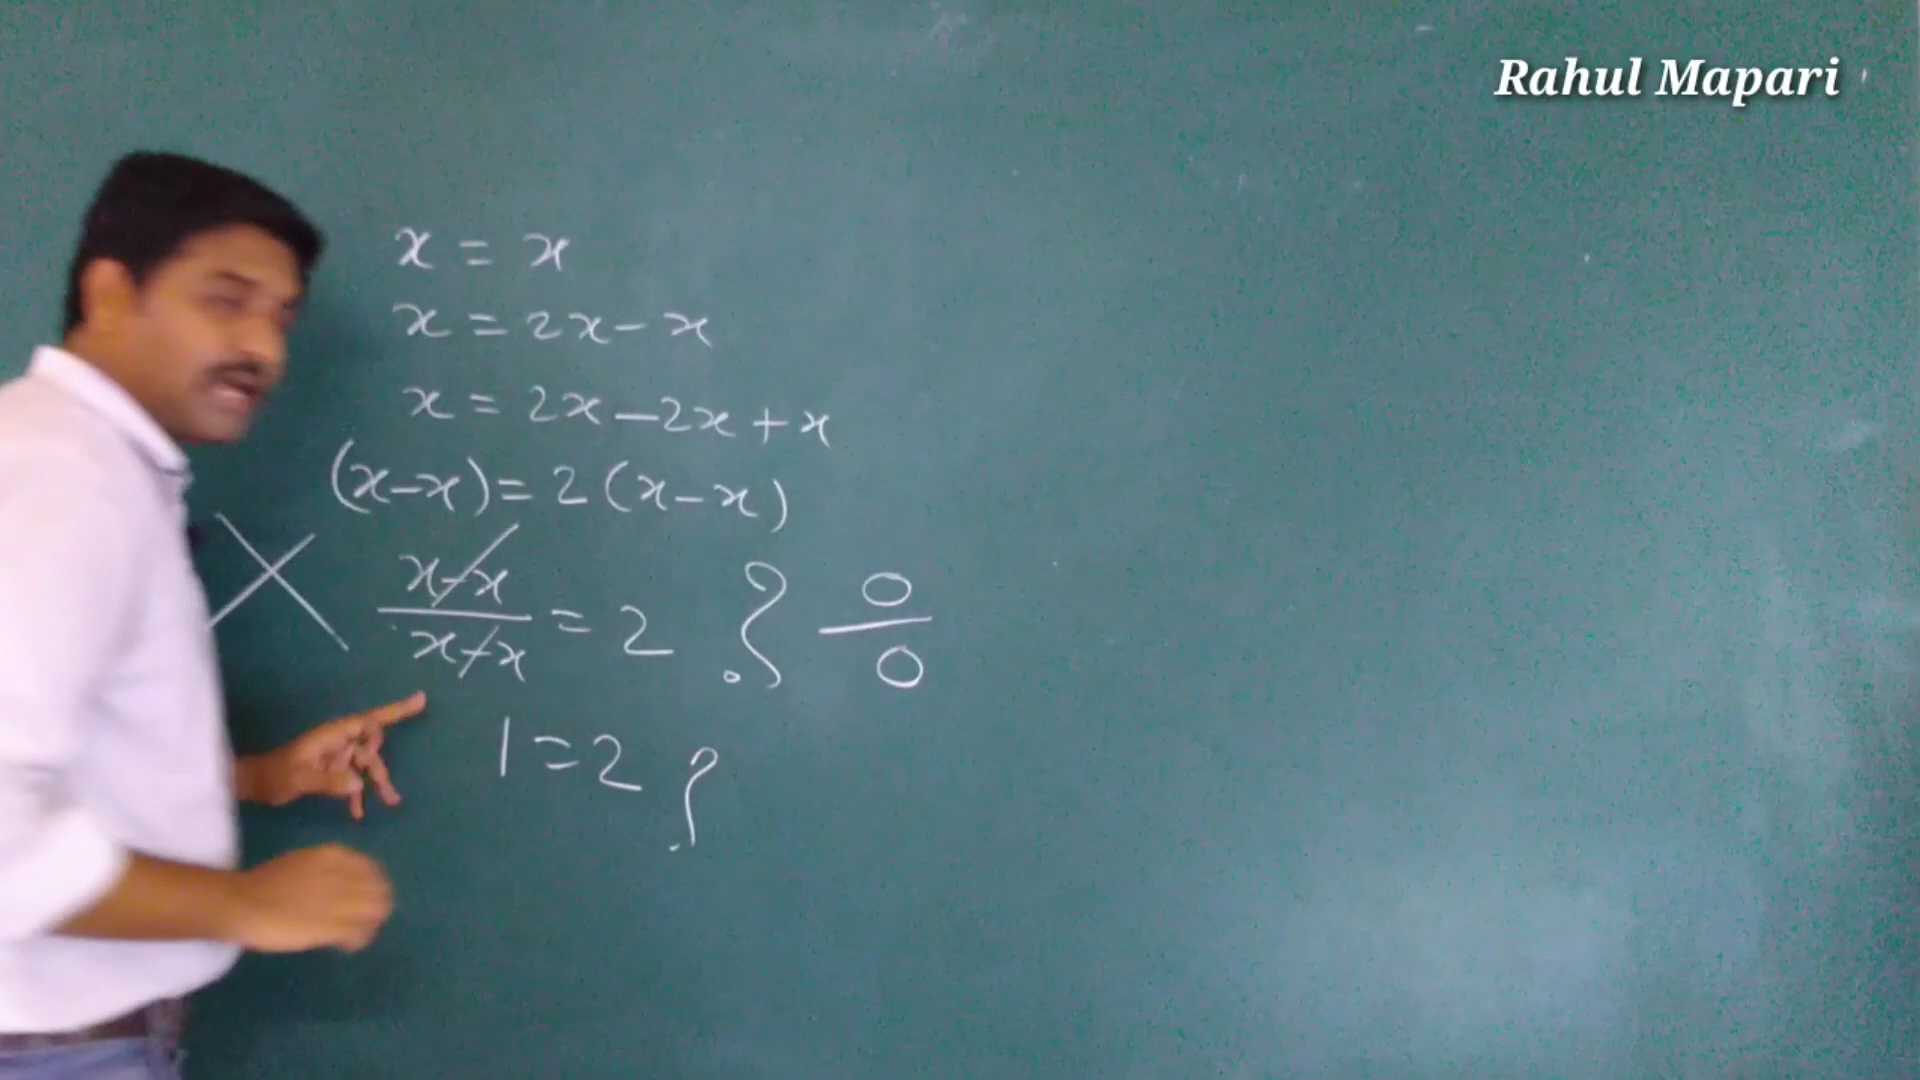 Rahul Mapari
x = x
x = 2x - x
x = 2x - 2x + x
(x-x) = 2(x-x)
x-x/x-x = 2 ? 0/0
1 = 2 ?